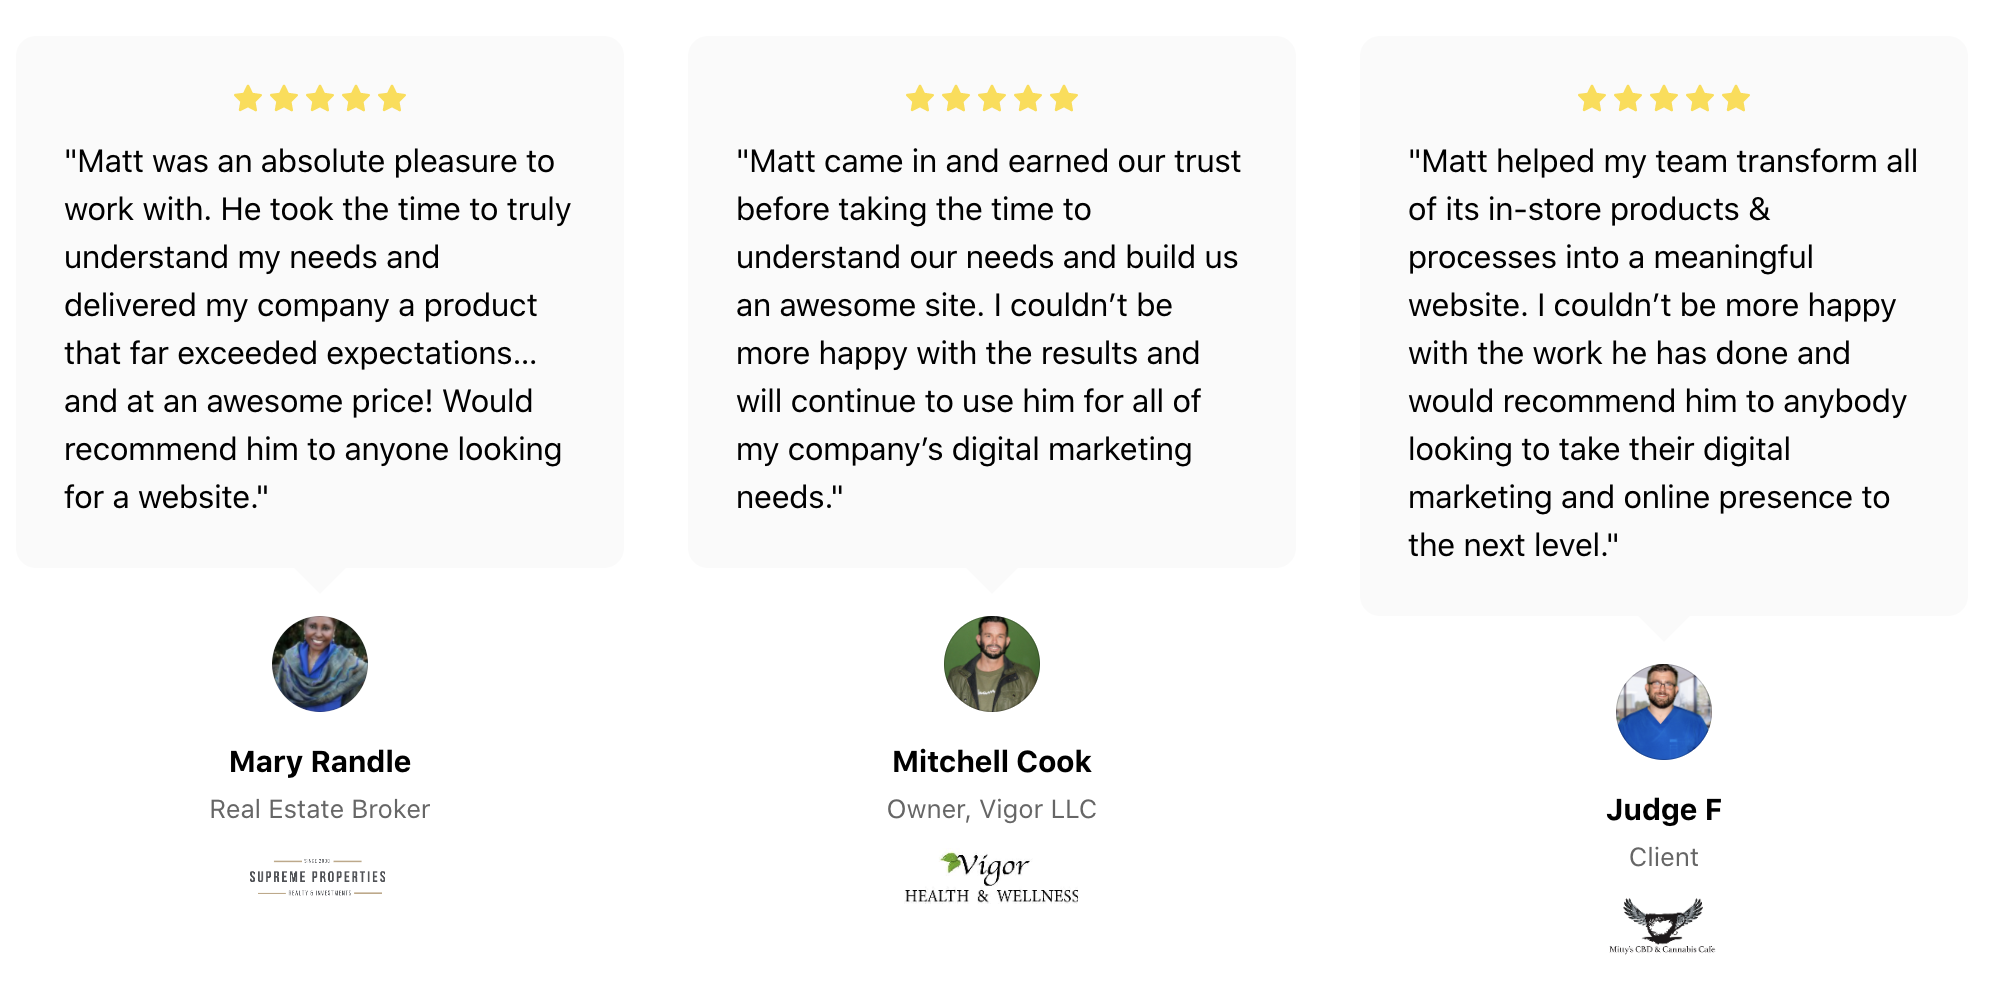 "Matt was an absolute pleasure to
work with. He took the time to truly
understand my needs and
delivered my company a product
that far exceeded expectations...
and at an awesome price! Would
recommend him to anyone looking
for a website."
Mary Randle
Real Estate Broker
SUPREME PROPERTIES
REALTY & INVESTMENTS
"Matt came in and earned our trust
before taking the time to
understand our needs and build us
an awesome site. I couldn’t be
more happy with the results and
will continue to use him for all of
my company’s digital marketing
needs."
Mitchell Cook
Owner, Vigor LLC
Vigor
HEALTH & WELLNESS
"Matt helped my team transform all
of its in-store products &
processes into a meaningful
website. I couldn’t be more happy
with the work he has done and
would recommend him to anybody
looking to take their digital
marketing and online presence to
the next level."
Judge F
Client
Mitty's CBD & Cannabis Cafe